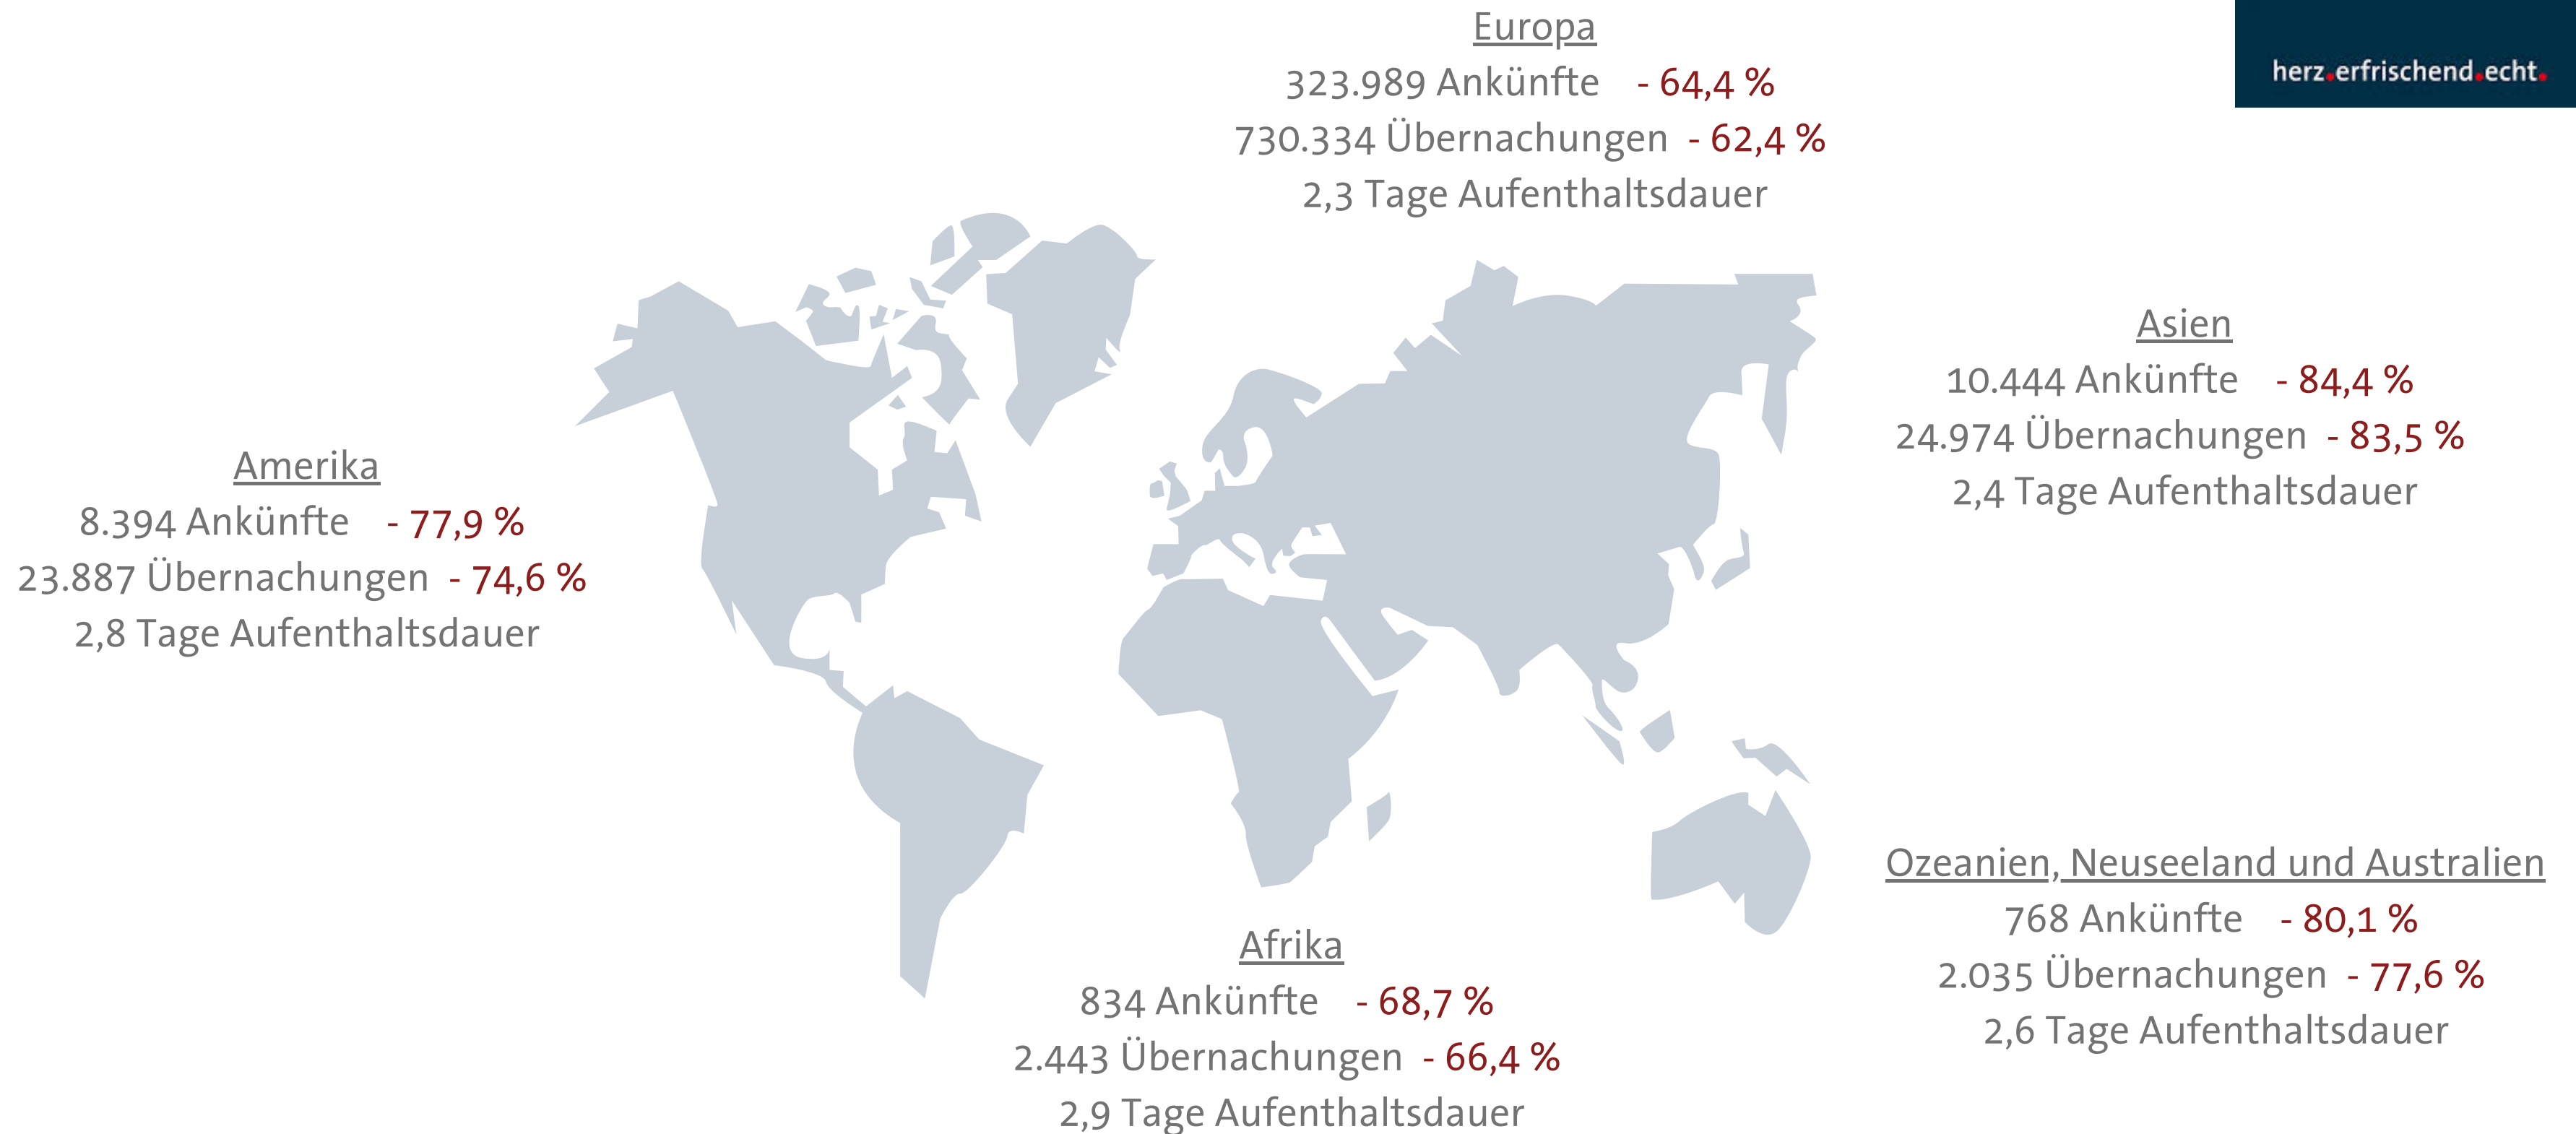 Europa
323.989 Ankünfte - 64,4 %
730.334 Übernachungen - 62,4 %
2,3 Tage Aufenthaltsdauer
herz.erfrischend.echt.
Asien
10.444 Ankünfte - 84,4 %
24.974 Übernachungen - 83,5 %
2,4 Tage Aufenthaltsdauer
Amerika
8.394 Ankünfte - 77,9 %
23.887 Übernachungen - 74,6 %
2,8 Tage Aufenthaltsdauer
Ozeanien, Neuseeland und Australien
768 Ankünfte - 80,1 %
2.035 Übernachungen - 77,6 %
2,6 Tage Aufenthaltsdauer
Afrika
834 Ankünfte - 68,7 %
2.443 Übernachungen - 66,4 %
2,9 Tage Aufenthaltsdauer